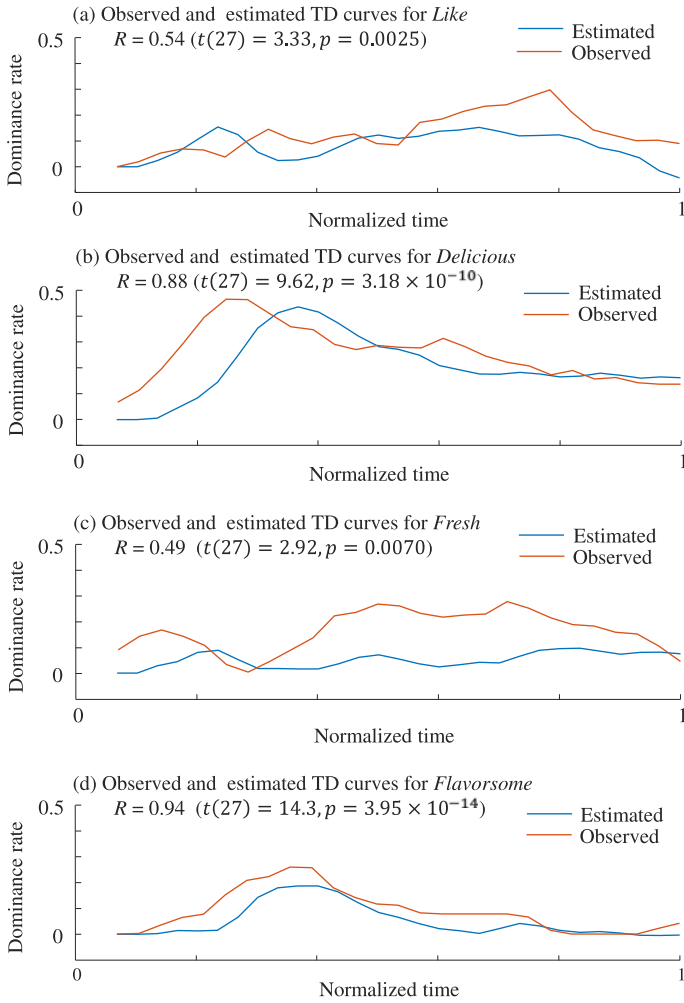 (a) Observed and estimated TD curves for Like
R = 0.54 (t(27) = 3.33, p = 0.0025)
0.5
Estimated
Observed
Dominance rate
0
0
1
Normalized time
(b) Observed and estimated TD curves for Delicious
R = 0.88 (t(27) = 9.62, p = 3.18 × 10⁻¹⁰)
0.5
Estimated
Observed
Dominance rate
0
0
1
Normalized time
(c) Observed and estimated TD curves for Fresh
R = 0.49 (t(27) = 2.92, p = 0.0070)
0.5
Estimated
Observed
Dominance rate
0
0
1
Normalized time
(d) Observed and estimated TD curves for Flavorsome
R = 0.94 (t(27) = 14.3, p = 3.95 × 10⁻¹⁴)
0.5
Estimated
Observed
Dominance rate
0
0
1
Normalized time